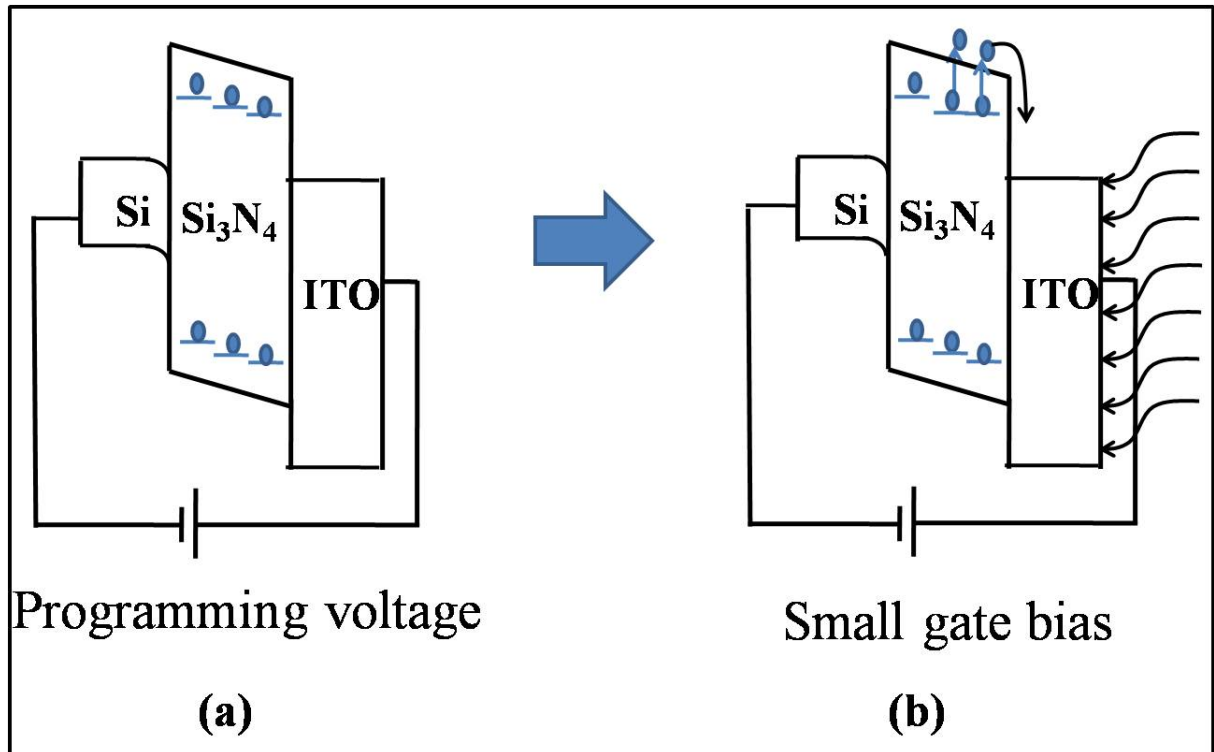 Si
Si₃N₄
ITO
Programming voltage
(a)
Si
Si₃N₄
ITO
Small gate bias
(b)